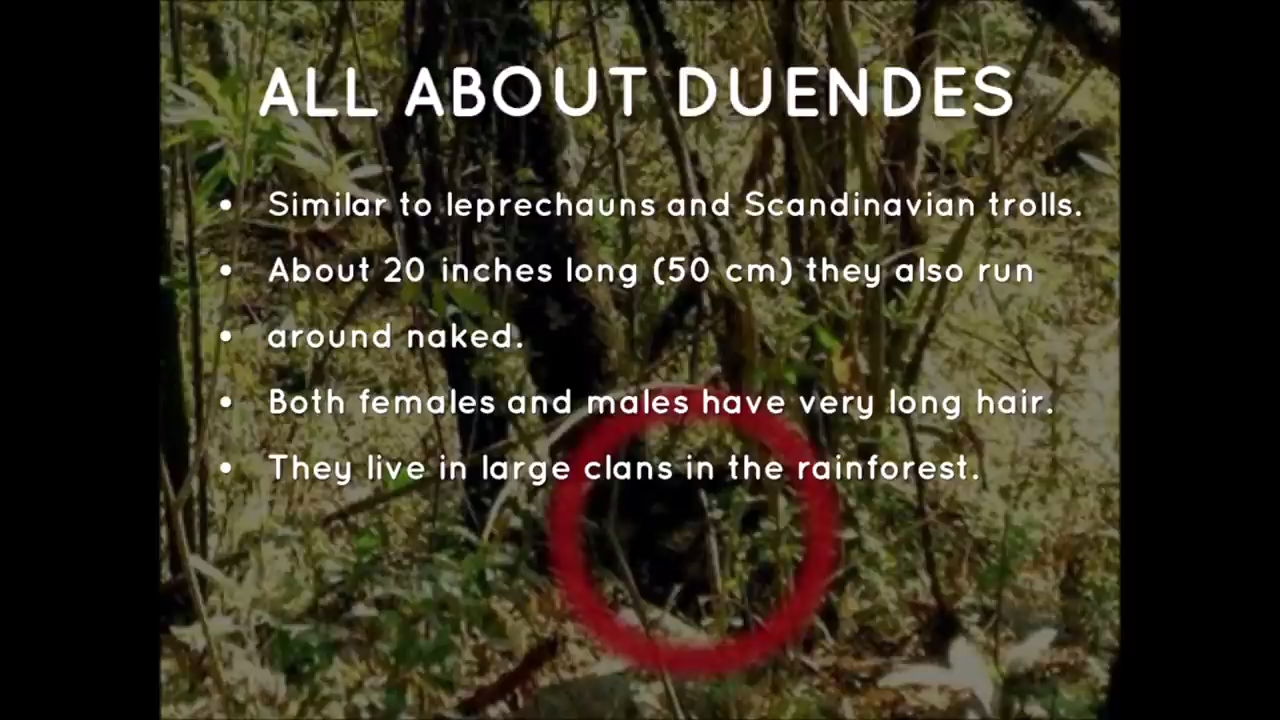 ALL ABOUT DUENDES
• Similar to leprechauns and Scandinavian trolls.
• About 20 inches long (50 cm) they also run
• around naked.
• Both females and males have very long hair.
• They live in large clans in the rainforest.